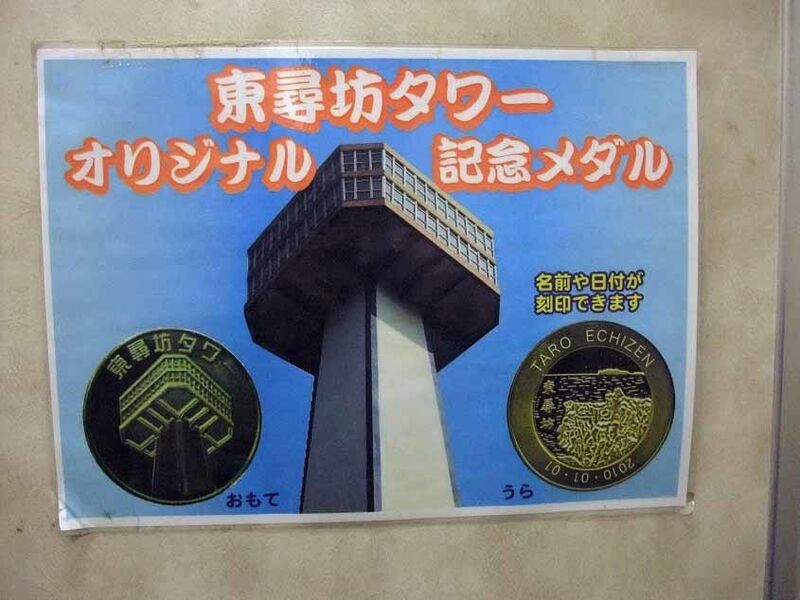 東尋坊タワー
オリジナル 記念メダル
名前や日付が
刻印できます
東尋坊タワー
TARO ECHIZEN
東尋坊
2010・01・01
おもて
うら